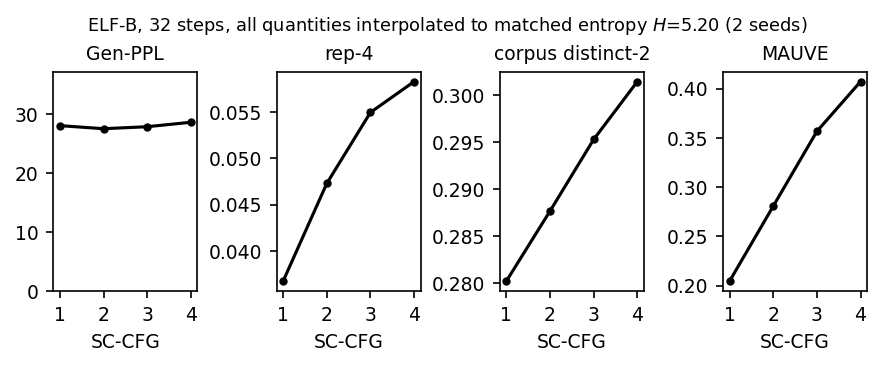 ELF-B, 32 steps, all quantities interpolated to matched entropy H=5.20 (2 seeds)
Gen-PPL
rep-4
corpus distinct-2
MAUVE
30
20
10
0
1 2 3 4
SC-CFG
0.055
0.050
0.045
0.040
1 2 3 4
SC-CFG
0.300
0.295
0.290
0.285
0.280
1 2 3 4
SC-CFG
0.40
0.35
0.30
0.25
0.20
1 2 3 4
SC-CFG